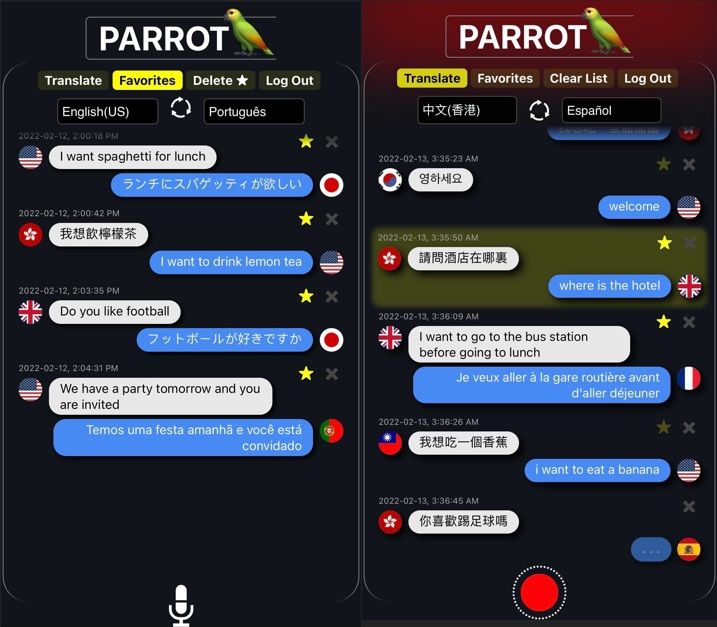 PARROT
Translate Favorites Delete ★ Log Out
English(US) Português
2022-02-12, 2:00:18 PM
I want spaghetti for lunch
ランチにスパゲッティが欲しい
2022-02-12, 2:00:42 PM
我想飲檸檬茶
I want to drink lemon tea
2022-02-12, 2:03:35 PM
Do you like football
フットボールが好きですか
2022-02-12, 2:04:31 PM
We have a party tomorrow and you
are invited
Temos uma festa amanhã e você está
convidado
PARROT
Translate Favorites Clear List Log Out
中文(香港) Español
2022-02-13, 3:35:23 AM
영하세요
welcome
2022-02-13, 3:35:50 AM
請問酒店在哪裏
where is the hotel
2022-02-13, 3:36:09 AM
I want to go to the bus station
before going to lunch
Je veux aller à la gare routière avant
d'aller déjeuner
2022-02-13, 3:36:26 AM
我想吃一個香蕉
i want to eat a banana
2022-02-13, 3:36:45 AM
你喜歡踢足球嗎
...